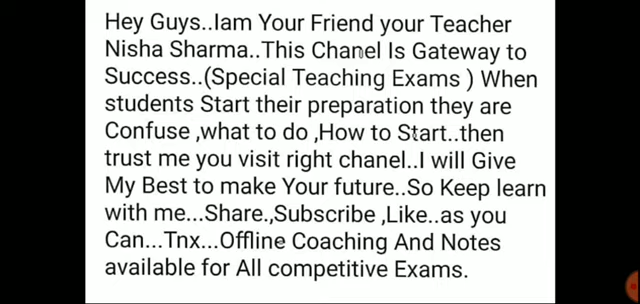 Hey Guys..Iam Your Friend your Teacher
Nisha Sharma..This Chanel Is Gateway to
Success..(Special Teaching Exams ) When
students Start their preparation they are
Confuse ,what to do ,How to Start..then
trust me you visit right chanel..I will Give
My Best to make Your future..So Keep learn
with me...Share.,Subscribe ,Like..as you
Can...Tnx...Offline Coaching And Notes
available for All competitive Exams.